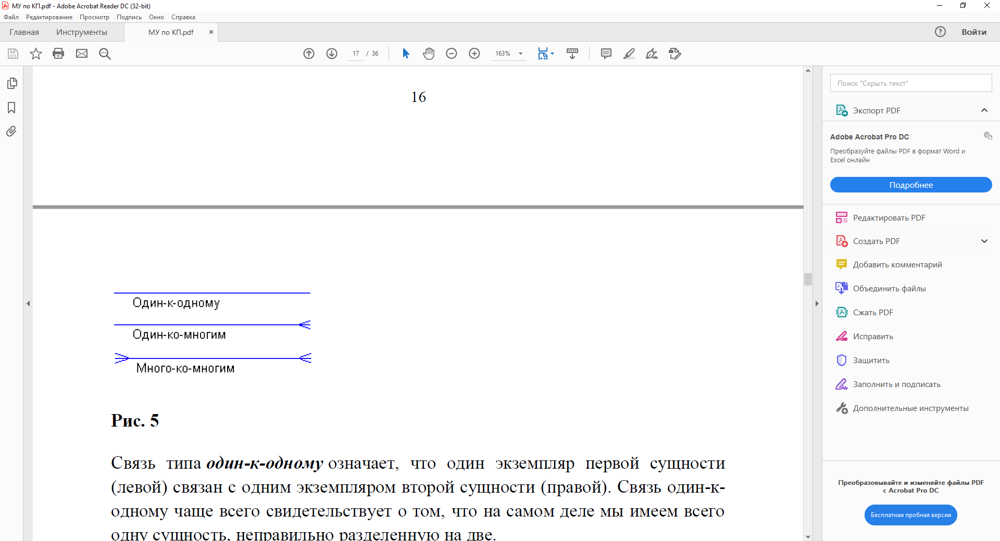 МУ по КП.pdf - Adobe Acrobat Reader DC (32-bit)
Файл Редактирование Просмотр Подпись Окно Справка
Главная Инструменты МУ по КП.pdf × ? Войти
17 / 36 163%
16
Один-к-одному
Один-ко-многим
Много-ко-многим
Рис. 5
Связь типа один-к-одному означает, что один экземпляр первой сущности
(левой) связан с одним экземпляром второй сущности (правой). Связь один-к-
одному чаще всего свидетельствует о том, что на самом деле мы имеем всего
одну сущность, неправильно разделенную на две.
Поиск "Скрыть текст"
Экспорт PDF
Adobe Acrobat Pro DC
Преобразуйте файлы PDF в формат Word и
Excel онлайн
Подробнее
Редактировать PDF
Создать PDF
Добавить комментарий
Объединить файлы
Сжать PDF
Исправить
Защитить
Заполнить и подписать
Дополнительные инструменты
Преобразовывайте и изменяйте файлы PDF
с Acrobat Pro DC
Бесплатная пробная версия